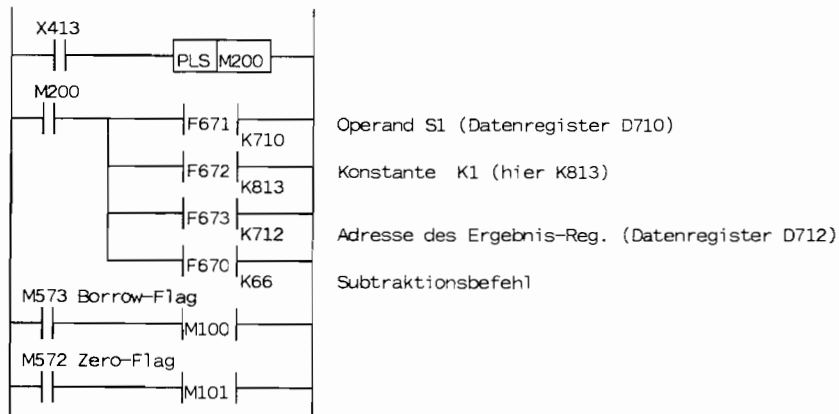 X413
PLS M200
M200
F671 K710 Operand S1 (Datenregister D710)
F672 K813 Konstante K1 (hier K813)
F673 K712 Adresse des Ergebnis-Reg. (Datenregister D712)
F670 K66 Subtraktionsbefehl
M573 Borrow-Flag
M100
M572 Zero-Flag
M101